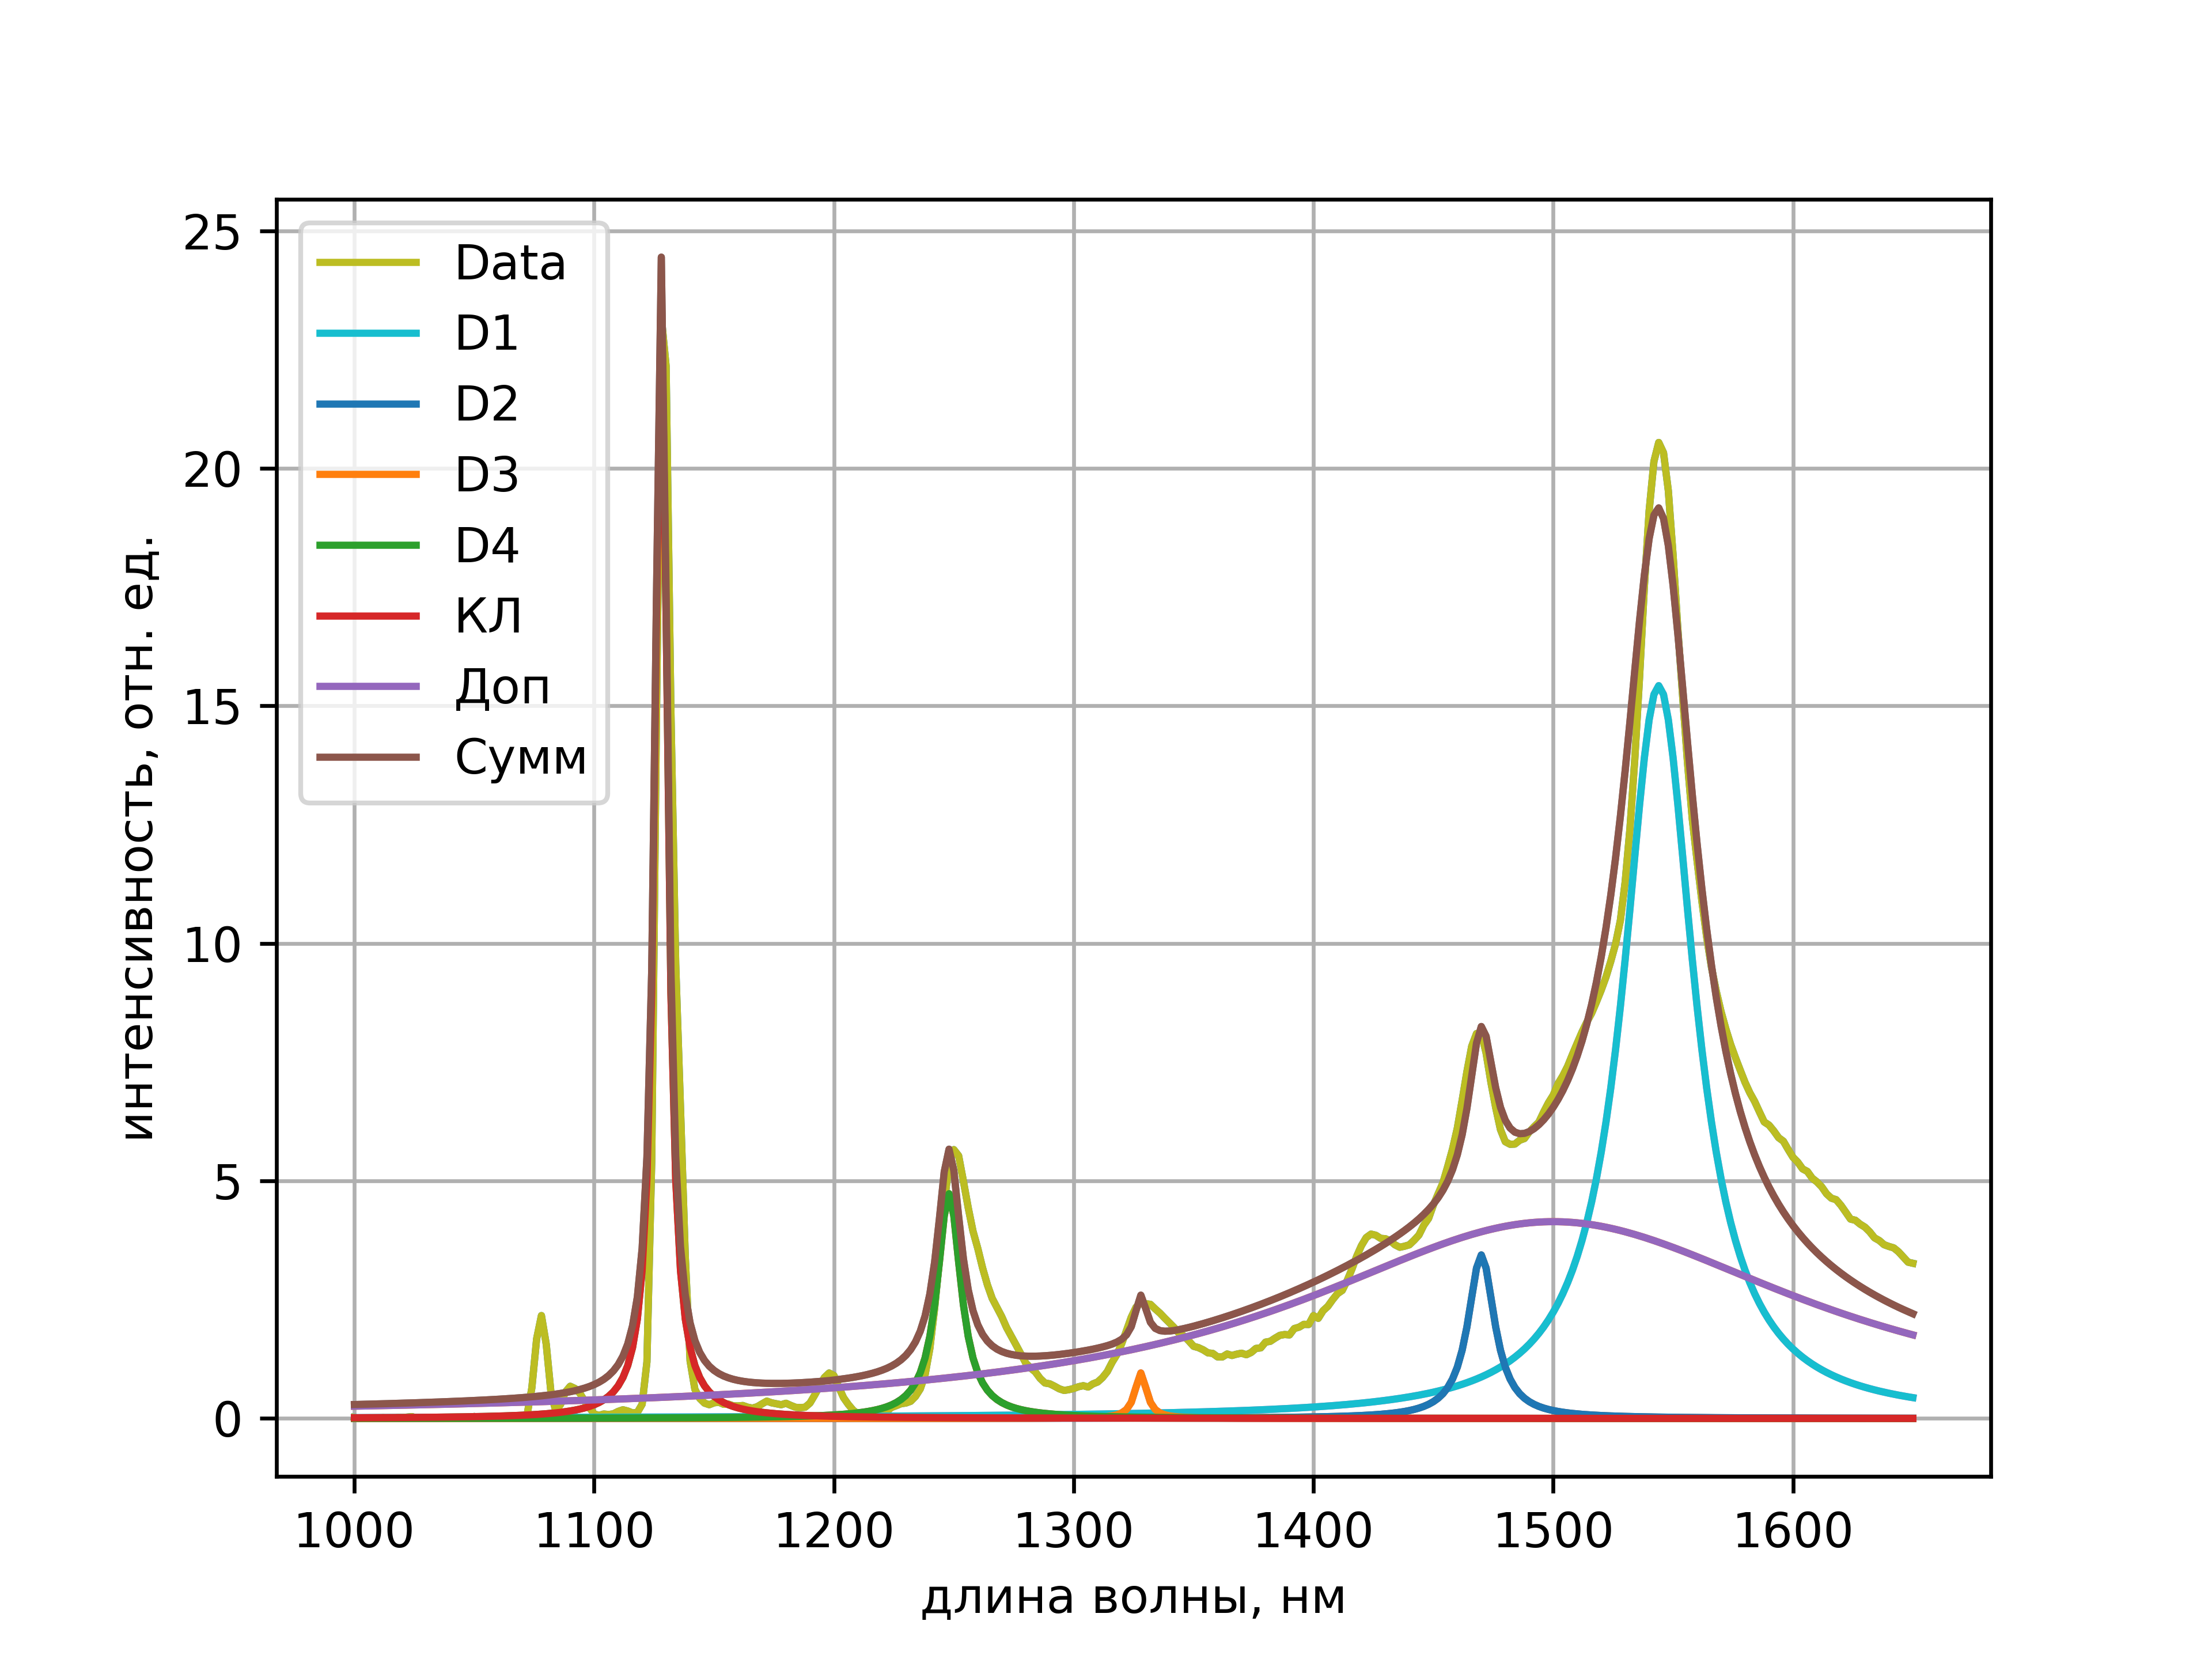 25
20
15
10
5
0
интенсивность, отн. ед.
Data
D1
D2
D3
D4
КЛ
Доп
Сумм
1000 1100 1200 1300 1400 1500 1600
длина волны, нм